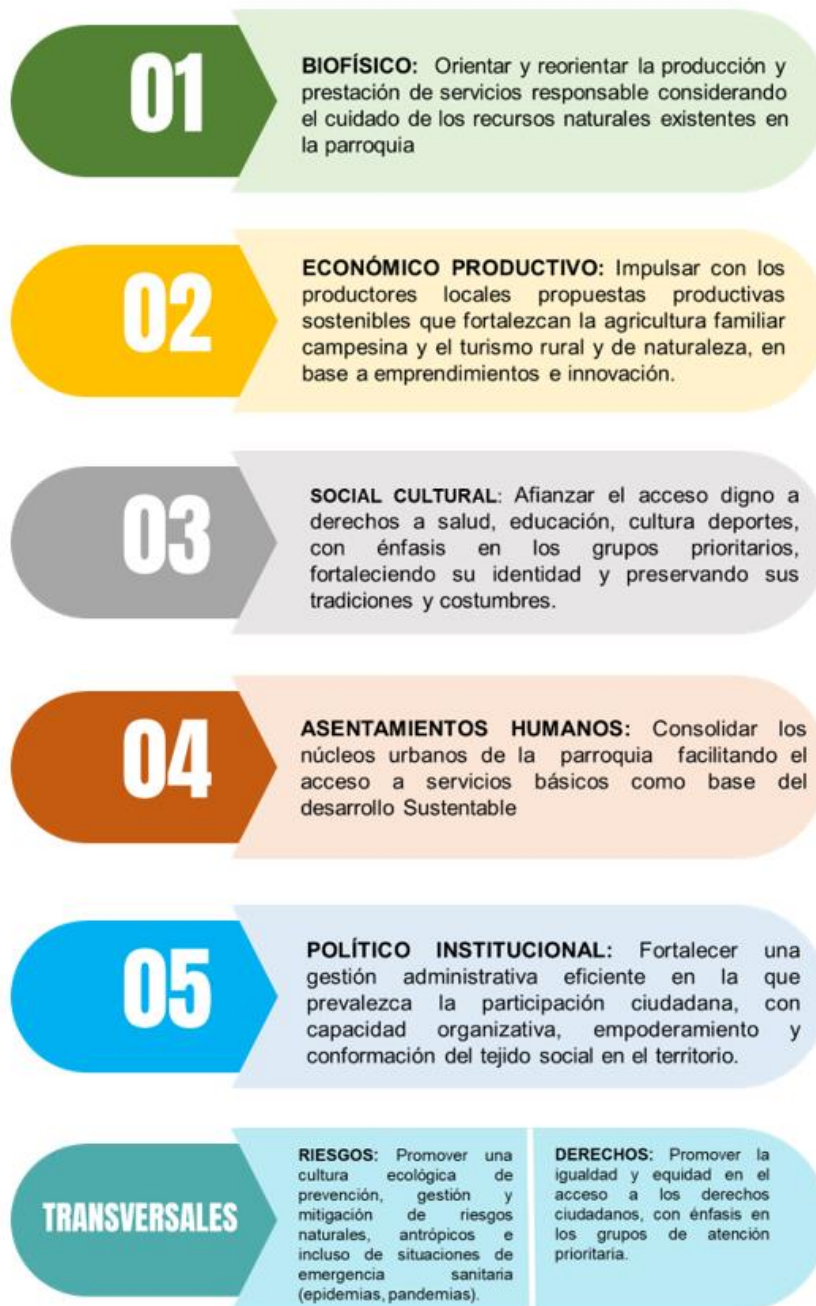 01
BIOFÍSICO: Orientar y reorientar la producción y
prestación de servicios responsable considerando
el cuidado de los recursos naturales existentes en
la parroquia
02
ECONÓMICO PRODUCTIVO: Impulsar con los
productores locales propuestas productivas
sostenibles que fortalezcan la agricultura familiar
campesina y el turismo rural y de naturaleza, en
base a emprendimientos e innovación.
03
SOCIAL CULTURAL: Afianzar el acceso digno a
derechos a salud, educación, cultura deportes,
con énfasis en los grupos prioritarios,
fortaleciendo su identidad y preservando sus
tradiciones y costumbres.
04
ASENTAMIENTOS HUMANOS: Consolidar los
núcleos urbanos de la parroquia facilitando el
acceso a servicios básicos como base del
desarrollo Sustentable
05
POLÍTICO INSTITUCIONAL: Fortalecer una
gestión administrativa eficiente en la que
prevalezca la participación ciudadana, con
capacidad organizativa, empoderamiento y
conformación del tejido social en el territorio.
TRANSVERSALES
RIESGOS: Promover una
cultura ecológica de
prevención, gestión y
mitigación de riesgos
naturales, antrópicos e
incluso de situaciones de
emergencia sanitaria
(epidemias, pandemias).
DERECHOS: Promover la
igualdad y equidad en el
acceso a los derechos
ciudadanos, con énfasis en
los grupos de atención
prioritaria.